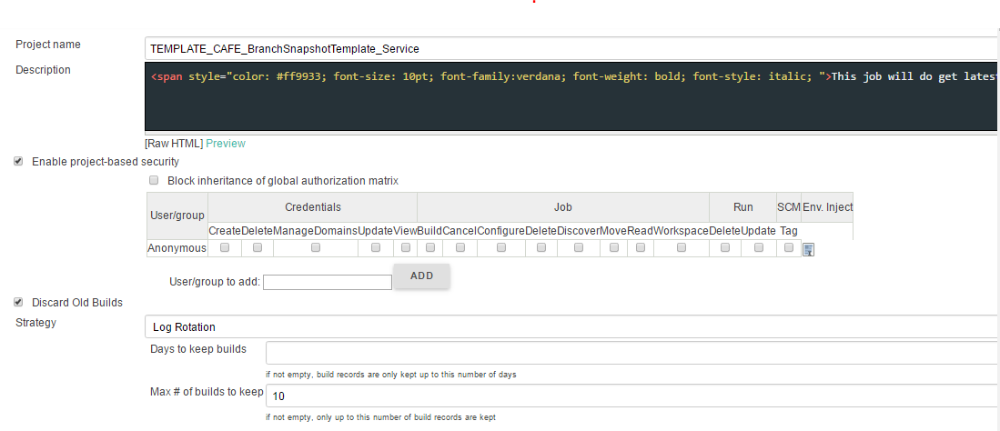 Project name
TEMPLATE_CAFE_BranchSnapshotTemplate_Service
Description
<span style="color: #ff9933; font-size: 10pt; font-family:verdana; font-weight: bold; font-style: italic; ">This job will do get latest
[Raw HTML] Preview
Enable project-based security
Block inheritance of global authorization matrix
User/group Credentials Job Run SCM Env. Inject
Create Delete ManageDomains Update View Build Cancel Configure Delete Discover Move Read Workspace Delete Update Tag
Anonymous
User/group to add: ADD
Discard Old Builds
Strategy
Log Rotation
Days to keep builds
if not empty, build records are only kept up to this number of days
Max # of builds to keep 10
if not empty, only up to this number of build records are kept